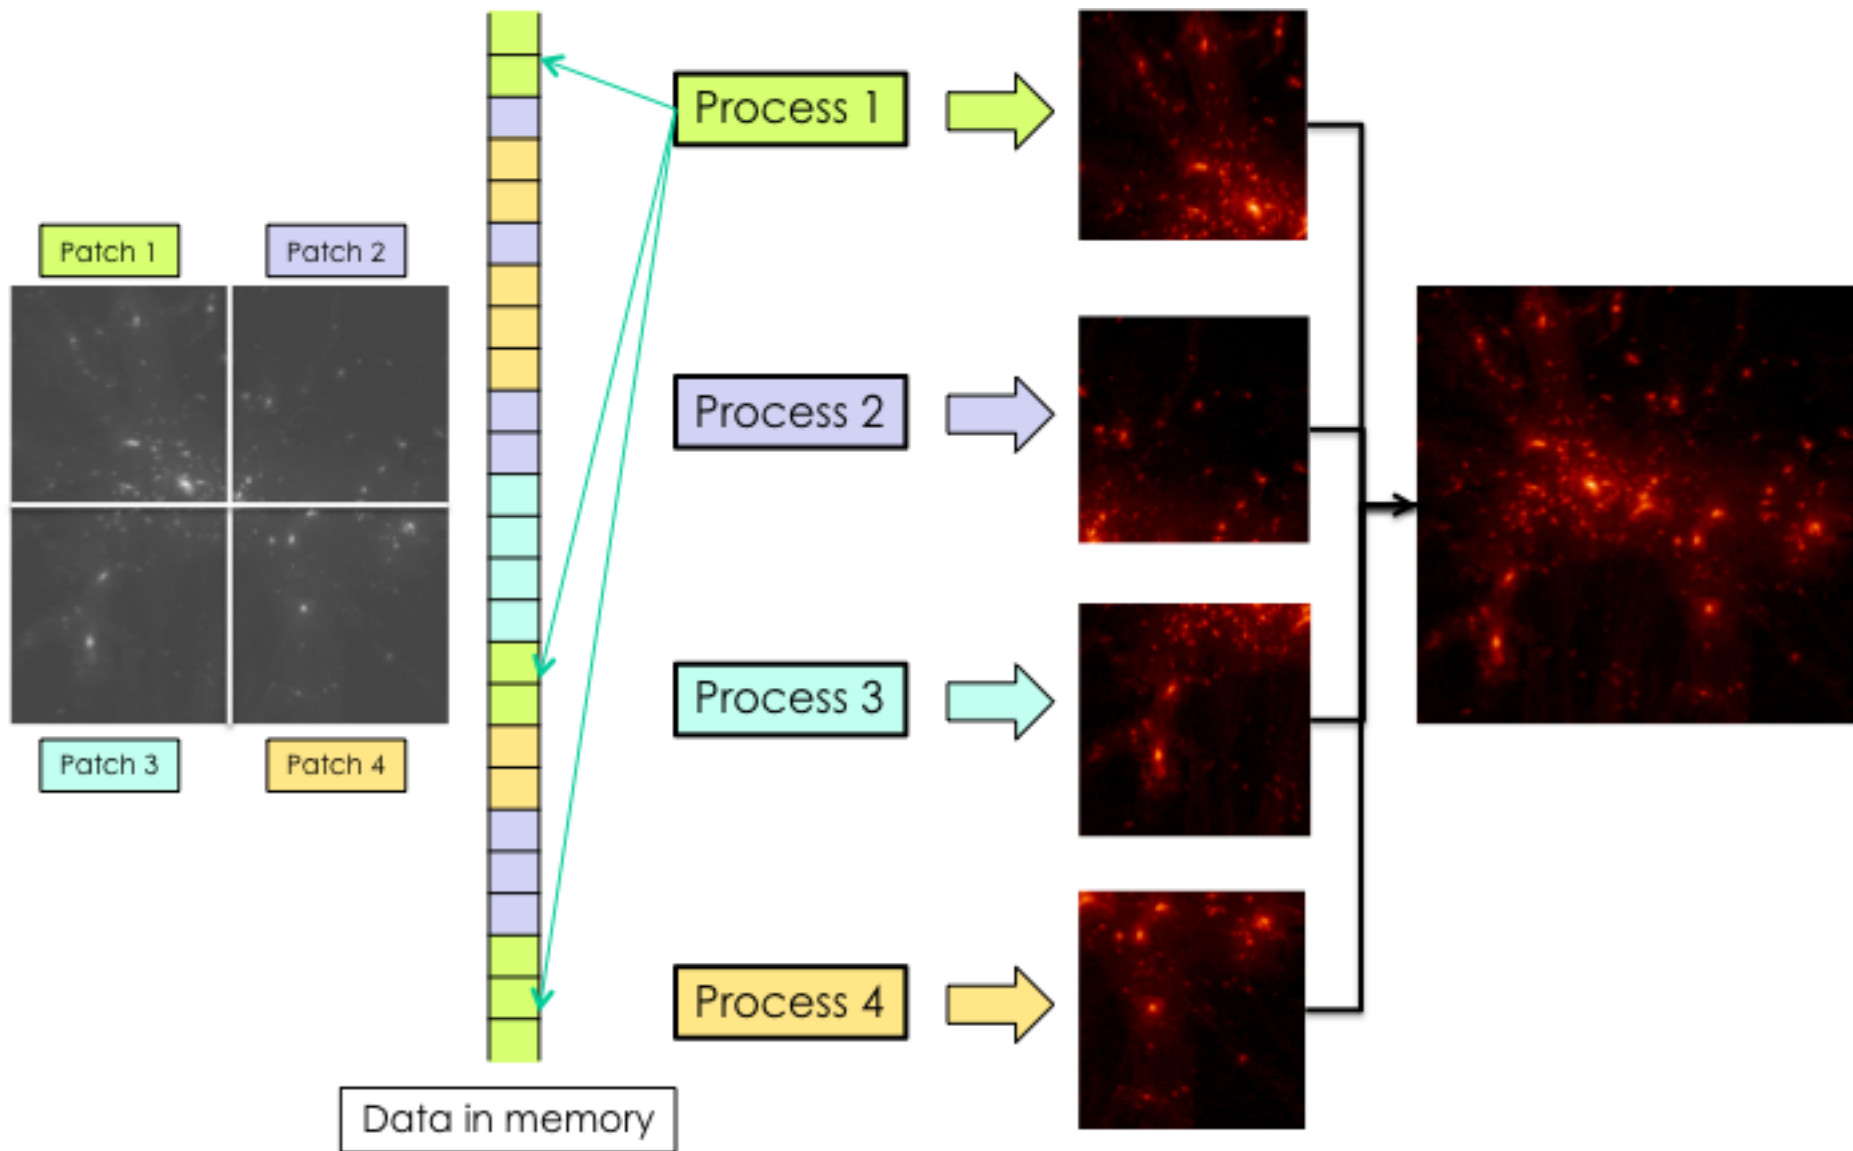 Patch 1
Patch 2
Patch 3
Patch 4
Data in memory
Process 1
Process 2
Process 3
Process 4